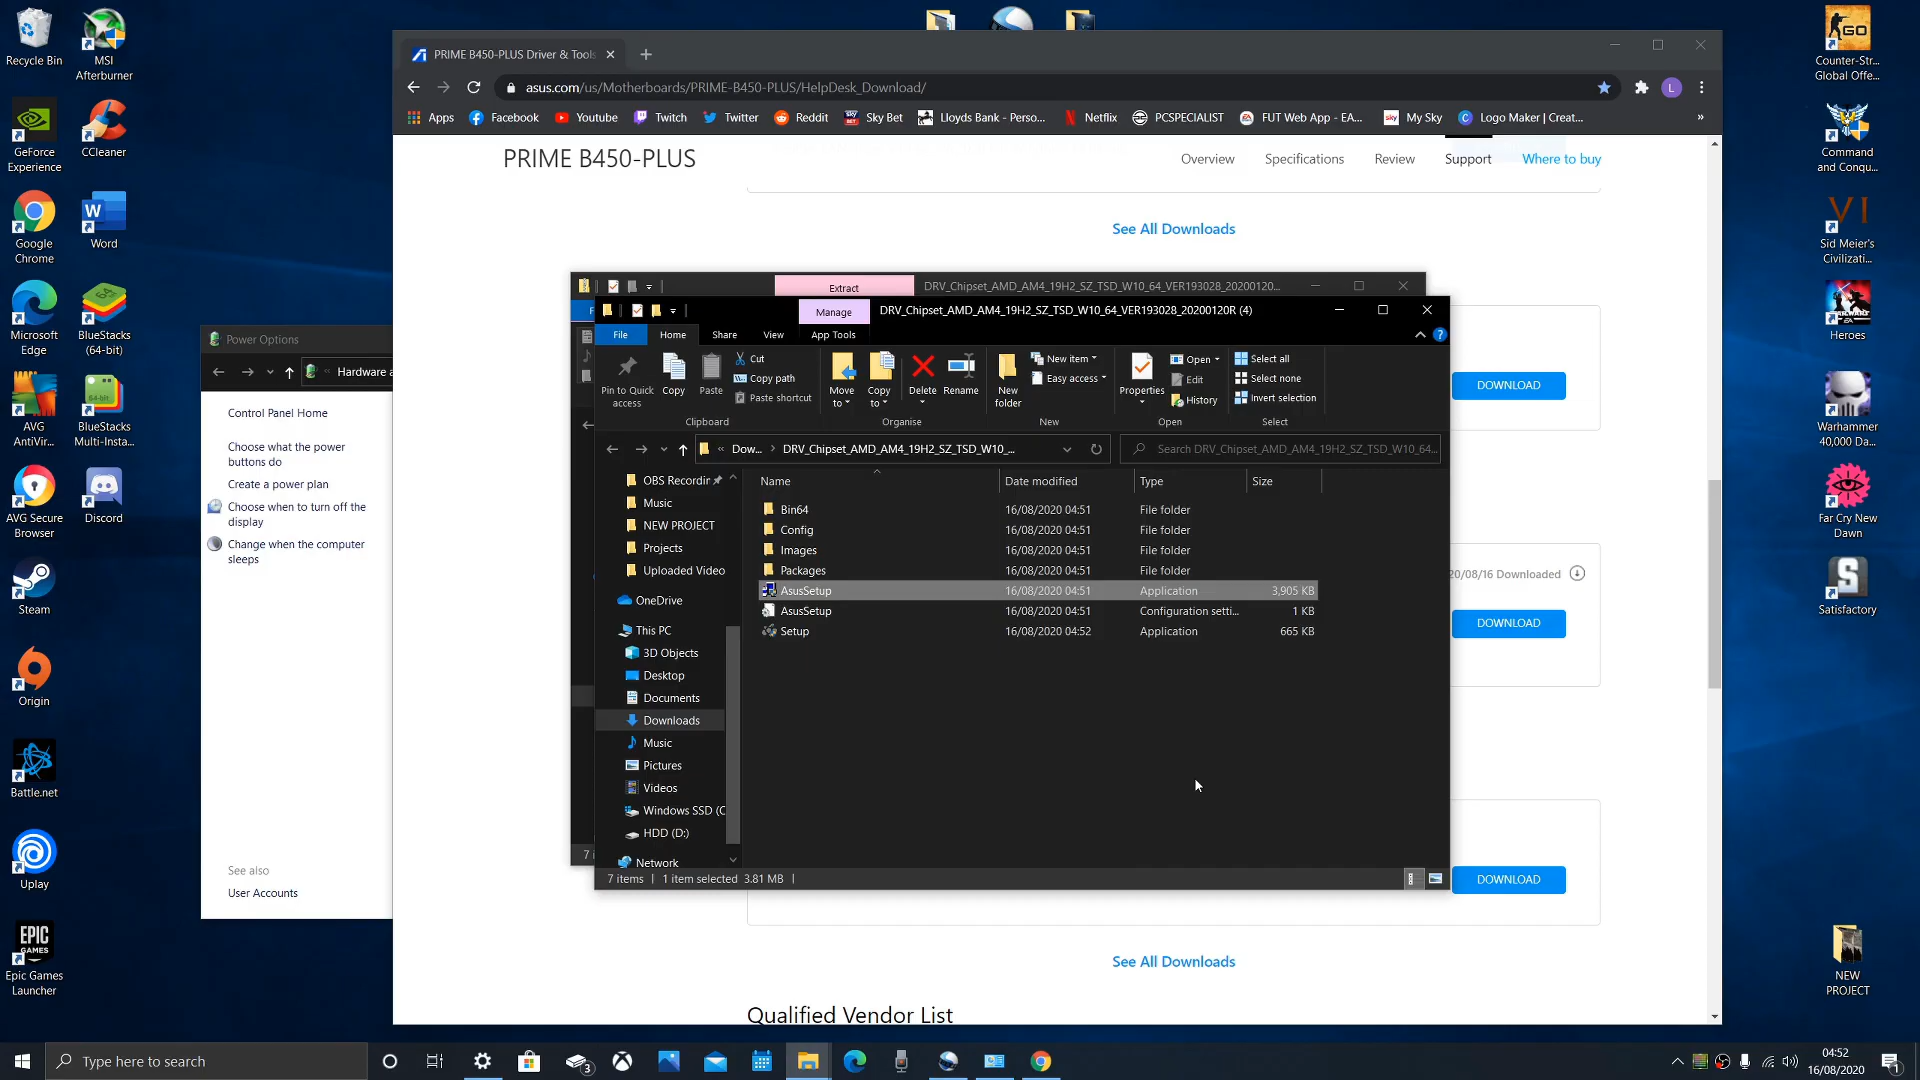 Recycle Bin
MSI
Afterburner
GeForce
Experience
CCleaner
Google
Chrome
Word
Microsoft
Edge
BlueStacks
(64-bit)
AVG
AntiVir...
BlueStacks
Multi-Insta...
AVG Secure
Browser
Discord
Steam
Origin
Battle.net
Uplay
EPIC
GAMES
Epic Games
Launcher
Power Options
Hardware a
Control Panel Home
Choose what the power
buttons do
Create a power plan
Choose when to turn off the
display
Change when the computer
sleeps
See also
User Accounts
PRIME B450-PLUS Driver & Tools
asus.com/us/Motherboards/PRIME-B450-PLUS/HelpDesk_Download/
L
Apps
Facebook
Youtube
Twitch
Twitter
Reddit
Sky Bet
Lloyds Bank - Perso...
Netflix
PCSPECIALIST
FUT Web App - EA...
My Sky
Logo Maker | Creat...
»
PRIME B450-PLUS
Overview
Specifications
Review
Support
Where to buy
See All Downloads
Extract
DRV_Chipset_AMD_AM4_19H2_SZ_TSD_W10_64_VER193028_20200120...
Manage
DRV_Chipset_AMD_AM4_19H2_SZ_TSD_W10_64_VER193028_20200120R (4)
File
Home
Share
View
App Tools
Pin to Quick
access
Copy
Paste
Cut
Copy path
Paste shortcut
Clipboard
Move
to
Copy
to
Delete
Rename
Organise
New
folder
New item
Easy access
New
Properties
Open
Edit
History
Open
Select all
Select none
Invert selection
Select
« Dow... > DRV_Chipset_AMD_AM4_19H2_SZ_TSD_W10_...
Search DRV_Chipset_AMD_AM4_19H2_SZ_TSD_W10_64...
OBS Recordin
Music
NEW PROJECT
Projects
Uploaded Video
OneDrive
This PC
3D Objects
Desktop
Documents
Downloads
Music
Pictures
Videos
Windows SSD (C
HDD (D:)
Network
Name Date modified Type Size
Bin64 16/08/2020 04:51 File folder
Config 16/08/2020 04:51 File folder
Images 16/08/2020 04:51 File folder
Packages 16/08/2020 04:51 File folder
AsusSetup 16/08/2020 04:51 Application 3,905 KB
AsusSetup 16/08/2020 04:51 Configuration setti... 1 KB
Setup 16/08/2020 04:52 Application 665 KB
7 i
7 items | 1 item selected 3.81 MB |
DOWNLOAD
20/08/16 Downloaded
DOWNLOAD
DOWNLOAD
See All Downloads
Qualified Vendor List
GO
Counter-Str...
Global Offe...
Command
and Conqu...
VI
Sid Meier's
Civilizati...
Heroes
Warhammer
40,000 Da...
Far Cry New
Dawn
S
Satisfactory
NEW
PROJECT
Type here to search
3
04:52
16/08/2020
1